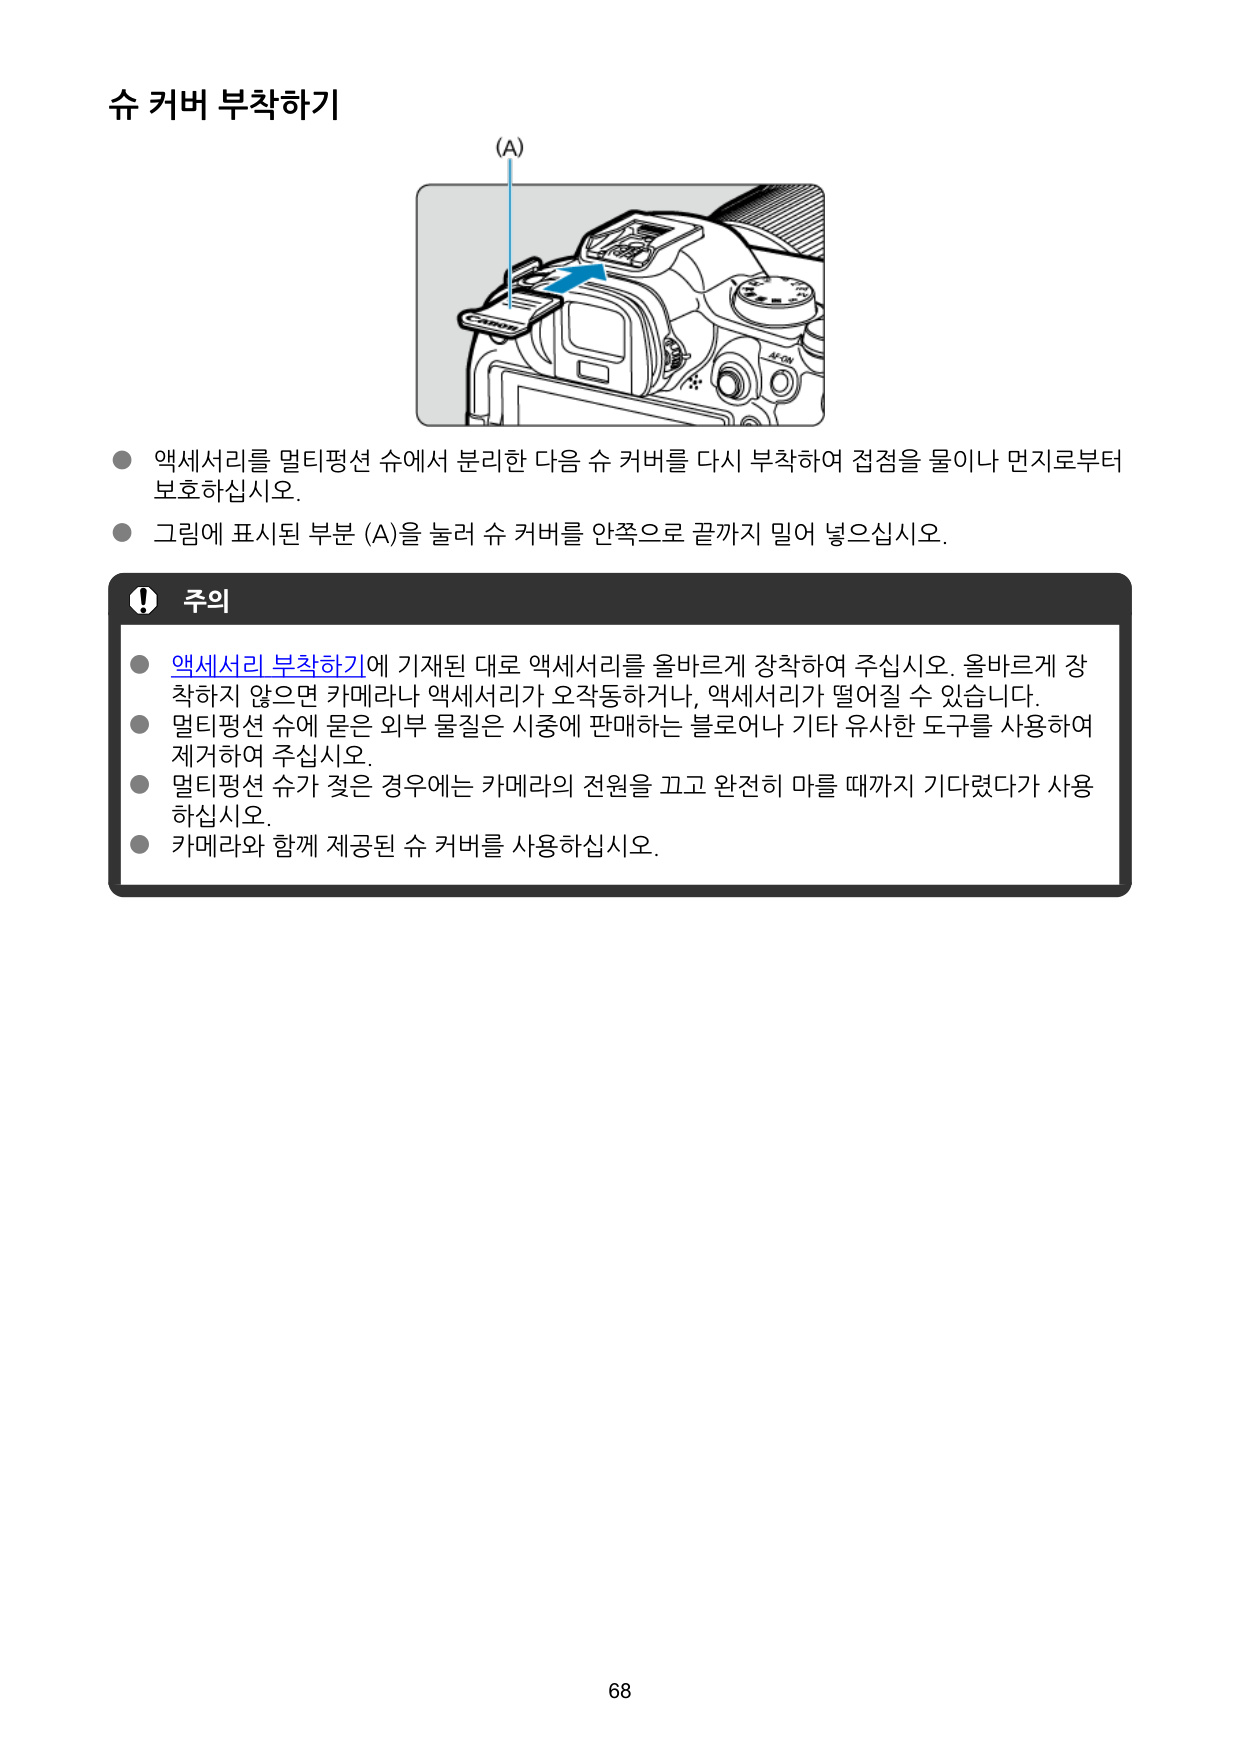 슈 커버 부착하기
(A)
Canon
AF-ON
● 액세서리를 멀티펑션 슈에서 분리한 다음 슈 커버를 다시 부착하여 접점을 물이나 먼지로부터
보호하십시오.
● 그림에 표시된 부분 (A)을 눌러 슈 커버를 안쪽으로 끝까지 밀어 넣으십시오.
주의
● 액세서리 부착하기에 기재된 대로 액세서리를 올바르게 장착하여 주십시오. 올바르게 장
착하지 않으면 카메라나 액세서리가 오작동하거나, 액세서리가 떨어질 수 있습니다.
● 멀티펑션 슈에 묻은 외부 물질은 시중에 판매하는 블로어나 기타 유사한 도구를 사용하여
제거하여 주십시오.
● 멀티펑션 슈가 젖은 경우에는 카메라의 전원을 끄고 완전히 마를 때까지 기다렸다가 사용
하십시오.
● 카메라와 함께 제공된 슈 커버를 사용하십시오.
68